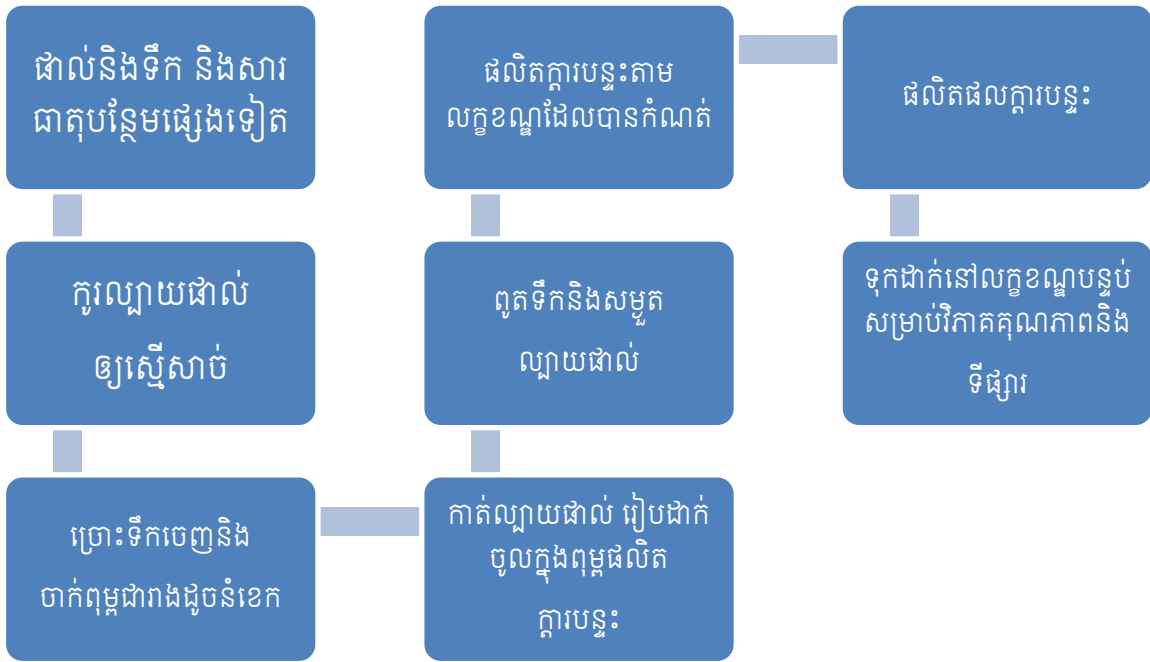 ផាល់និងទឹក និងសារ
ធាតុបន្ថែមផ្សេងទៀត
កូរល្បាយផាល់
ឲ្យស្មើសាច់
ច្រោះទឹកចេញនិង
ចាក់ពុម្ពជារាងដូចនំខេក
កាត់ល្បាយផាល់ រៀបដាក់
ចូលក្នុងពុម្ពផលិត
ក្តារបន្ទះ
ពូតទឹកនិងសម្ងួត
ល្បាយផាល់
ផលិតក្តារបន្ទះតាម
លក្ខខណ្ឌដែលបានកំណត់
ផលិតផលក្តារបន្ទះ
ទុកដាក់នៅលក្ខខណ្ឌបន្ទប់
សម្រាប់វិភាគគុណភាពនិង
ទីផ្សារ